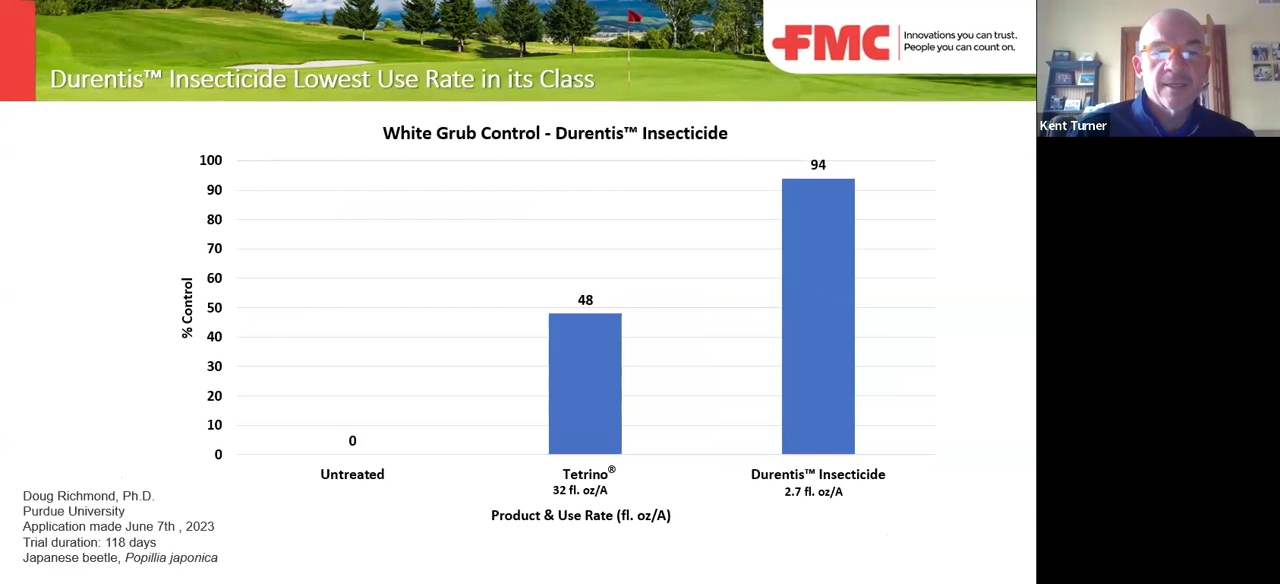 FMC
Innovations you can trust.
People you can count on.
Durentis™ Insecticide Lowest Use Rate in its Class
Kent Turner
White Grub Control - Durentis™ Insecticide
% Control
100
90
80
70
60
50
40
30
20
10
0
0
48
94
Untreated
Tetrino®
32 fl. oz/A
Durentis™ Insecticide
2.7 fl. oz/A
Product & Use Rate (fl. oz/A)
Doug Richmond, Ph.D.
Purdue University
Application made June 7th , 2023
Trial duration: 118 days
Japanese beetle, Popillia japonica